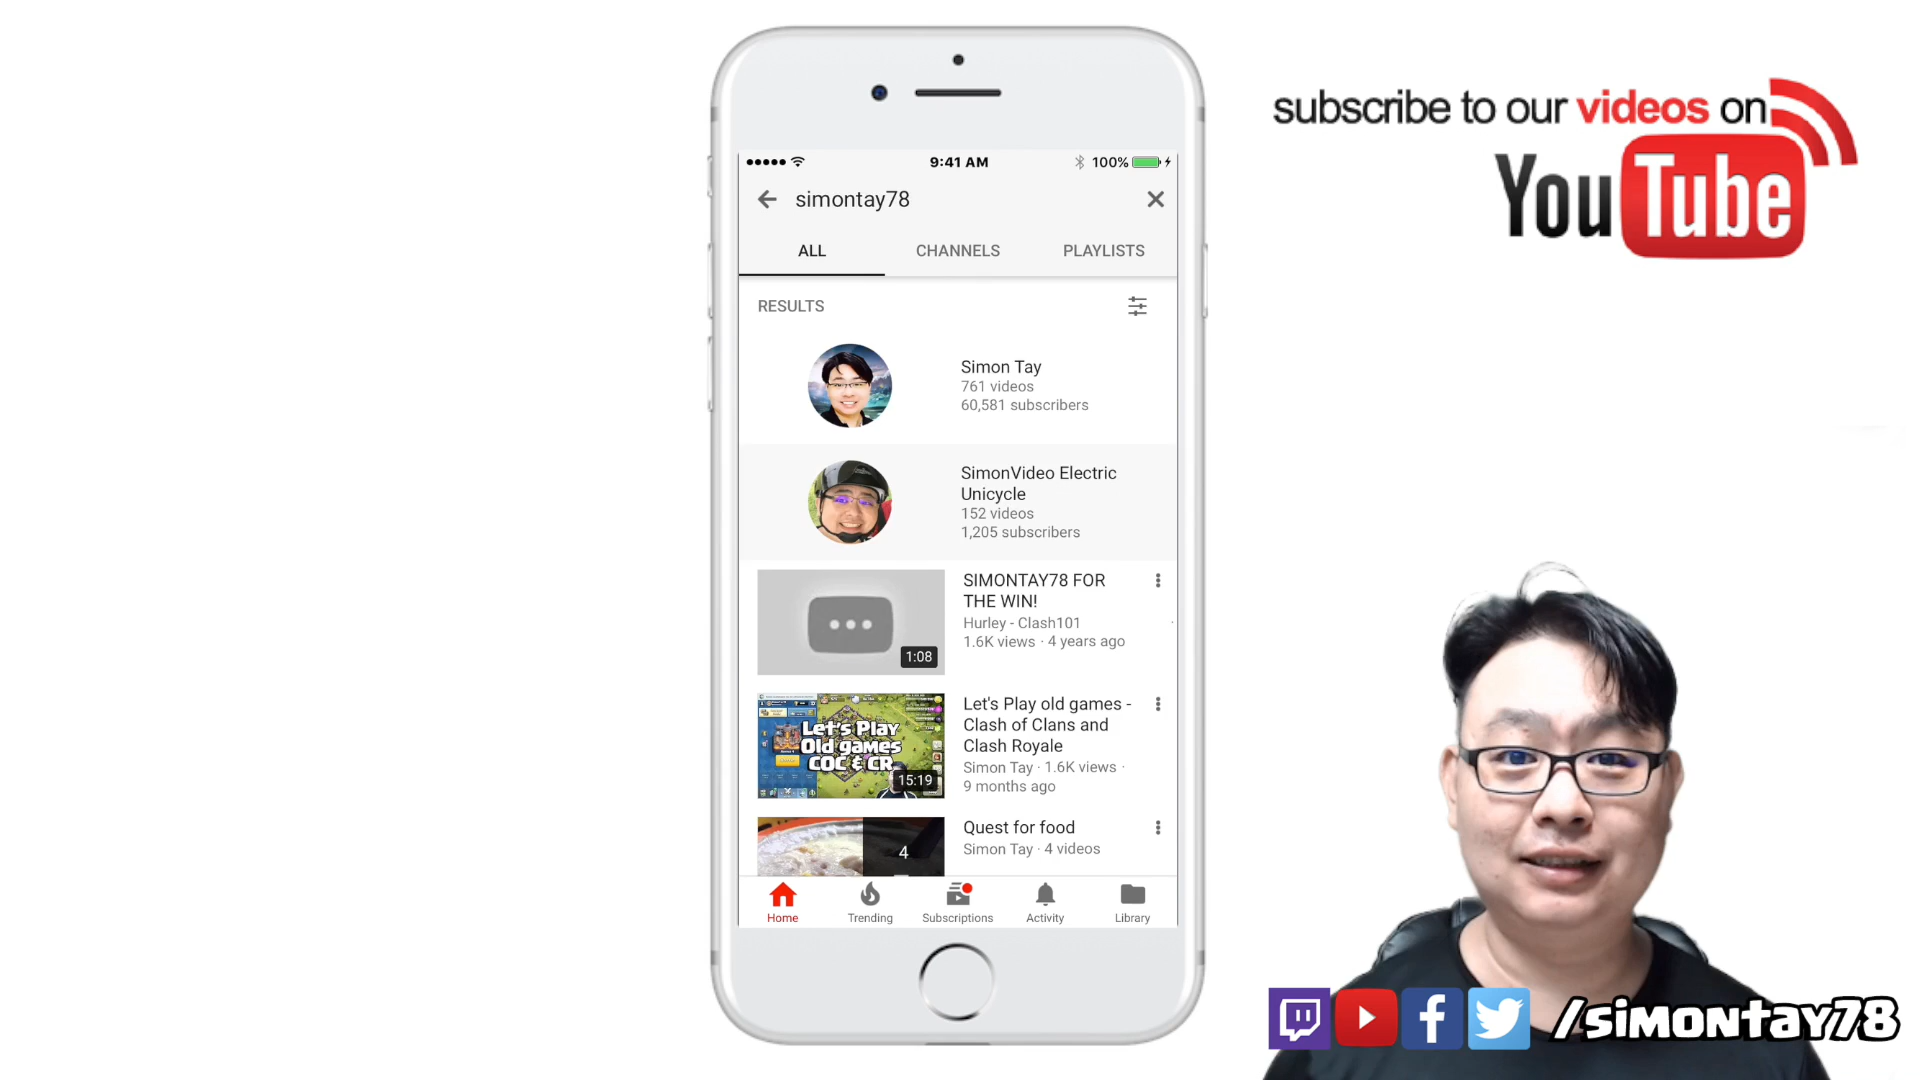 subscribe to our videos on
YouTube
9:41 AM
100%
simontay78
ALL
CHANNELS
PLAYLISTS
RESULTS
Simon Tay
761 videos
60,581 subscribers
SimonVideo Electric
Unicycle
152 videos
1,205 subscribers
1:08
SIMONTAY78 FOR
THE WIN!
Hurley - Clash101
1.6K views · 4 years ago
Let's Play
Old games
COC & CR
15:19
Let's Play old games -
Clash of Clans and
Clash Royale
Simon Tay · 1.6K views ·
9 months ago
4
Quest for food
Simon Tay · 4 videos
Home
Trending
Subscriptions
Activity
Library
/simontay78